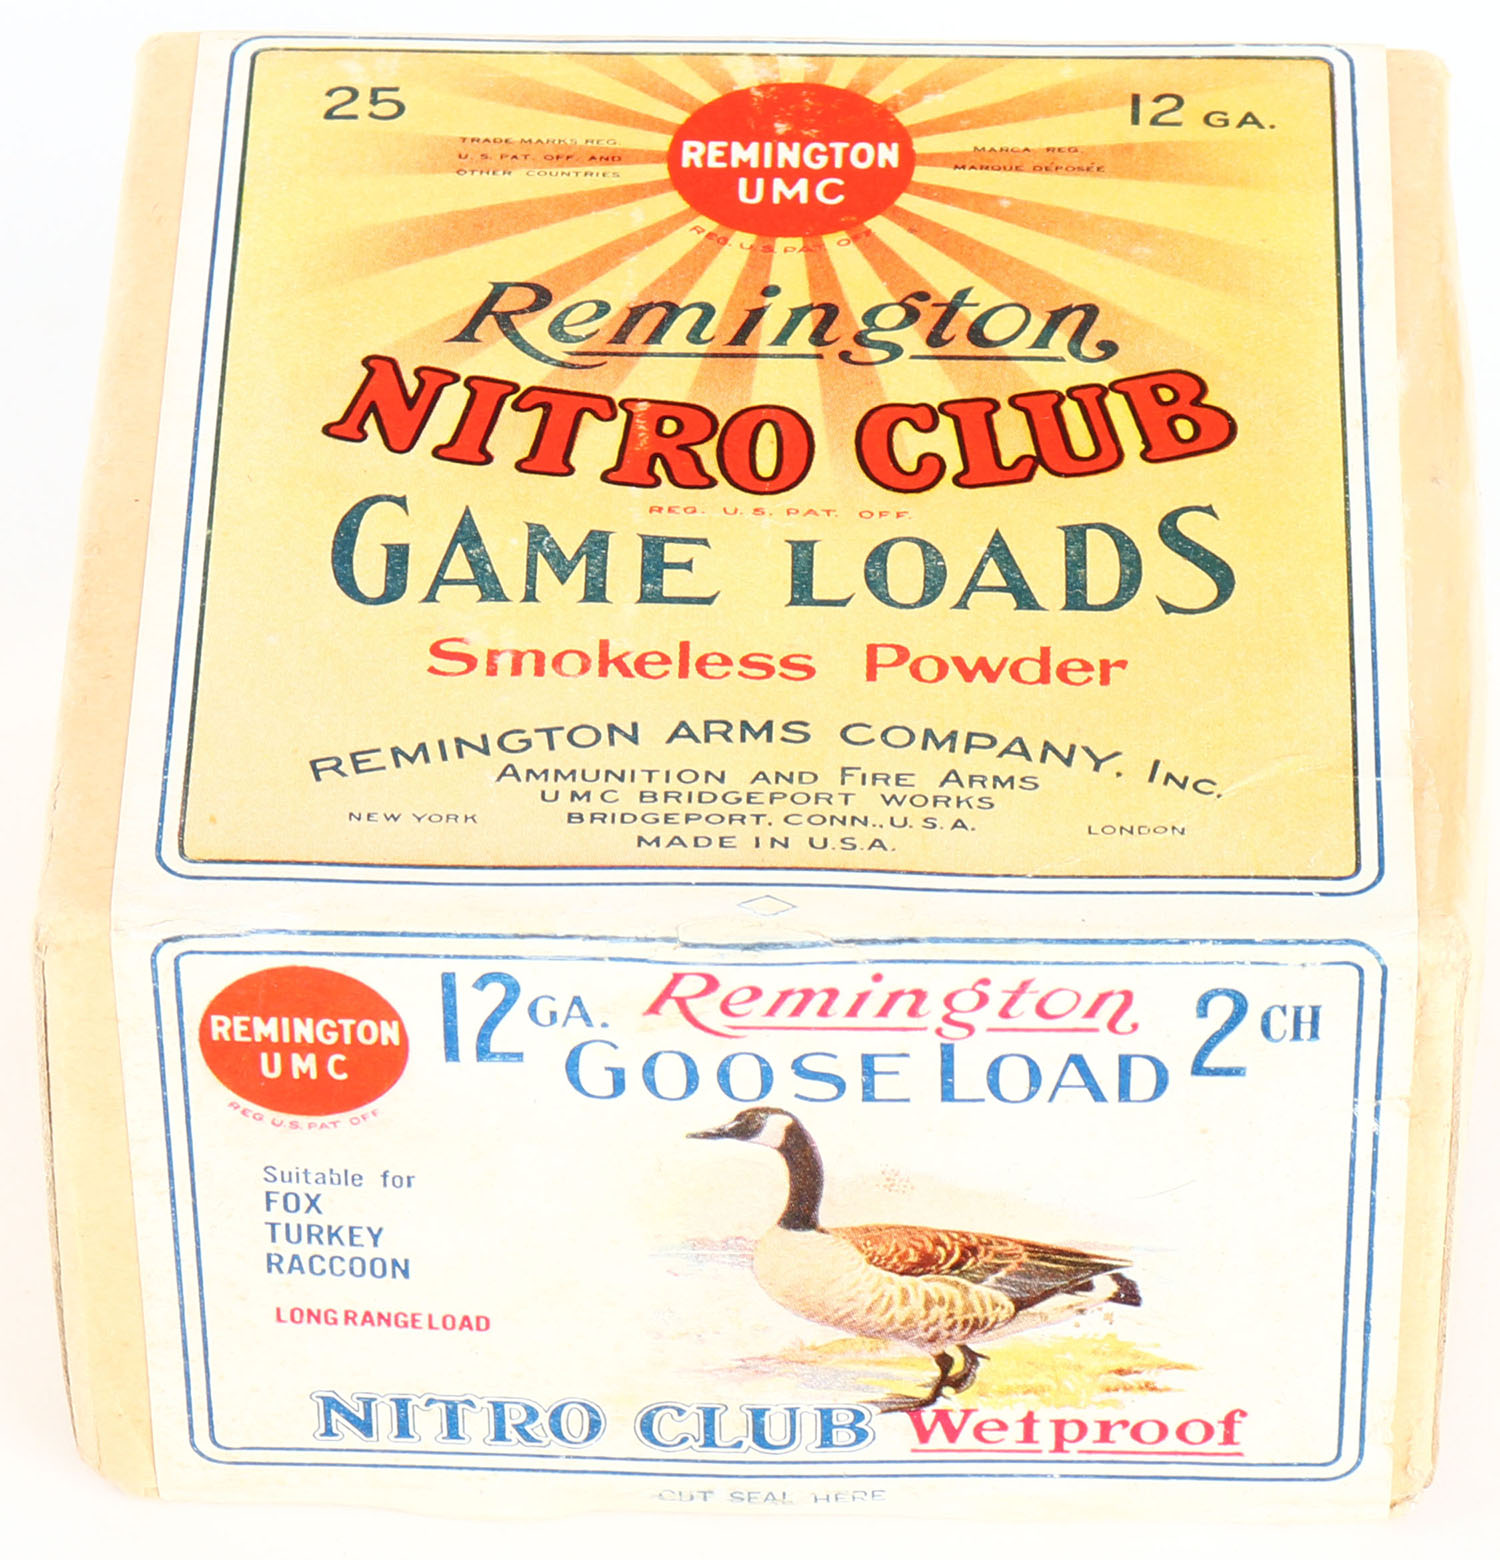 25
12 GA.
TRADE MARKS REG.
U. S. PAT. OFF. AND
OTHER COUNTRIES
REMINGTON
UMC
REG. U.S. PAT. OFF.
MARCA REG.
MARQUE DÉPOSÉE
Remington
NITRO CLUB
REG. U.S. PAT. OFF.
GAME LOADS
Smokeless Powder
REMINGTON ARMS COMPANY, INC.
AMMUNITION AND FIRE ARMS
UMC BRIDGEPORT WORKS
NEW YORK
BRIDGEPORT, CONN., U. S. A.
LONDON
MADE IN U.S.A.
REMINGTON
UMC
REG U.S. PAT OFF
12 GA.
Remington
2 CH
GOOSE LOAD
Suitable for
FOX
TURKEY
RACCOON
LONG RANGE LOAD
NITRO CLUB Wetproof
CUT SEAL HERE